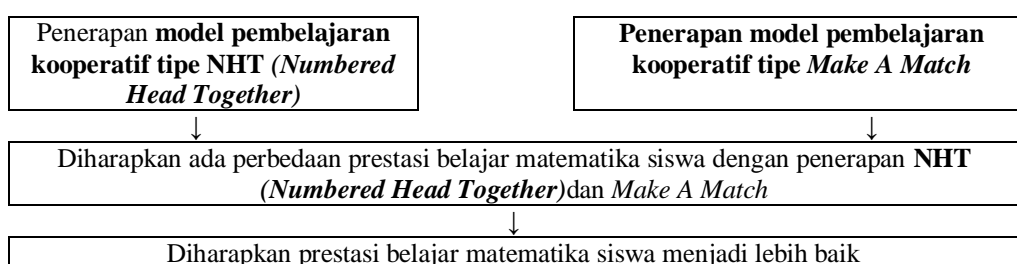 Penerapan model pembelajaran
kooperatif tipe NHT (Numbered
Head Together)
Penerapan model pembelajaran
kooperatif tipe Make A Match
↓
↓
Diharapkan ada perbedaan prestasi belajar matematika siswa dengan penerapan NHT
(Numbered Head Together)dan Make A Match
↓
Diharapkan prestasi belajar matematika siswa menjadi lebih baik